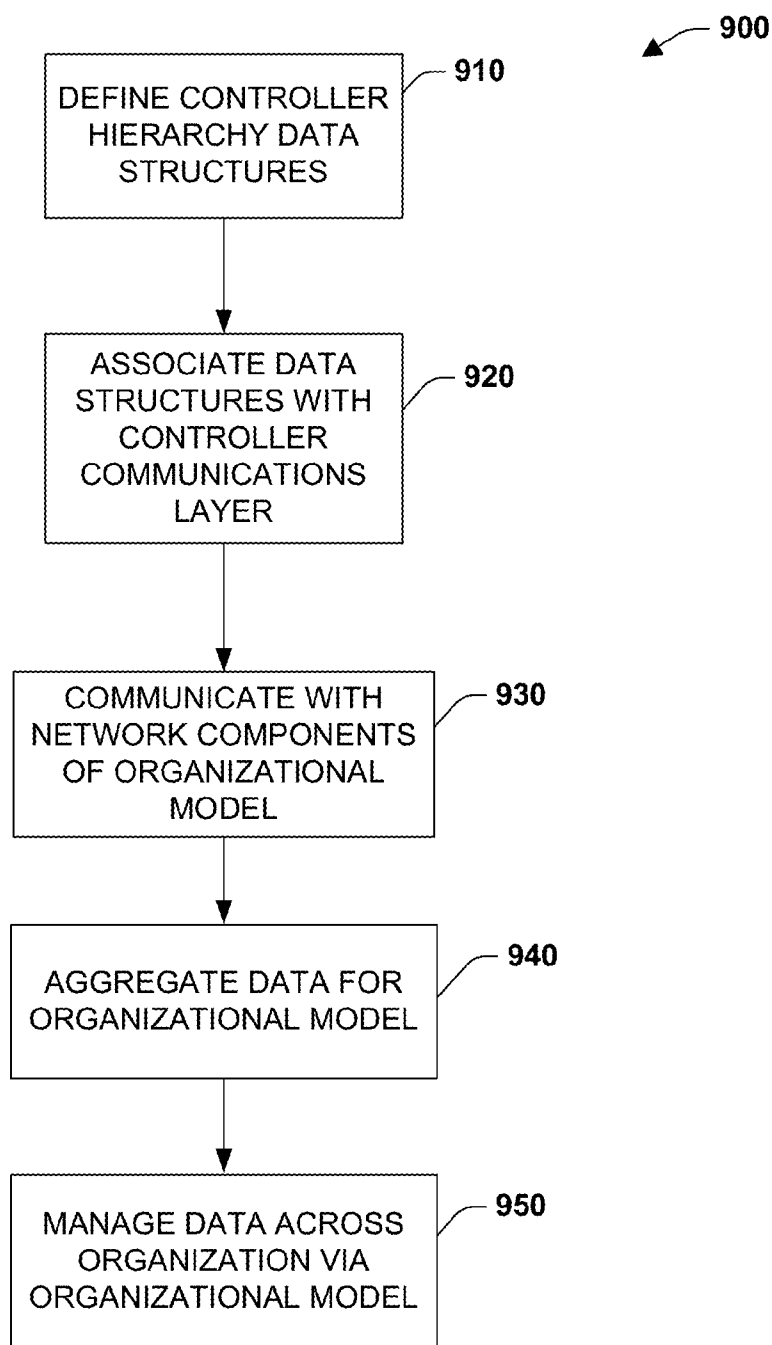 900
910
DEFINE CONTROLLER
HIERARCHY DATA
STRUCTURES
920
ASSOCIATE DATA
STRUCTURES WITH
CONTROLLER
COMMUNICATIONS
LAYER
930
COMMUNICATE WITH
NETWORK COMPONENTS
OF ORGANIZATIONAL
MODEL
940
AGGREGATE DATA FOR
ORGANIZATIONAL MODEL
950
MANAGE DATA ACROSS
ORGANIZATION VIA
ORGANIZATIONAL MODEL